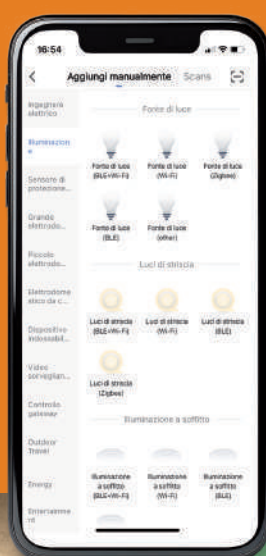 16:54
Aggiungi manualmente Scans
Ingegnere
elettrico
Illuminazion
e
Sensore di
protezione...
Grande
elettrodo...
Piccolo
elettrodo...
Elettrodome
stico da c...
Dispositivo
indossabil...
Video
sorveglian...
Controllo
gateway
Outdoor
Travel
Energy
Entertainme
nt
Fonte di luce
Fonte di luce
(BLE+Wi-Fi)
Fonte di luce
(Wi-Fi)
Fonte di luce
(Zigbee)
Fonte di luce
(BLE)
Fonte di luce
(other)
Luci di striscia
Luci di striscia
(BLE+Wi-Fi)
Luci di striscia
(Wi-Fi)
Luci di striscia
(BLE)
Luci di striscia
(Zigbee)
Illuminazione a soffitto
Illuminazione
a soffitto
(BLE+Wi-Fi)
Illuminazione
a soffitto
(Wi-Fi)
Illuminazione
a soffitto
(BLE)